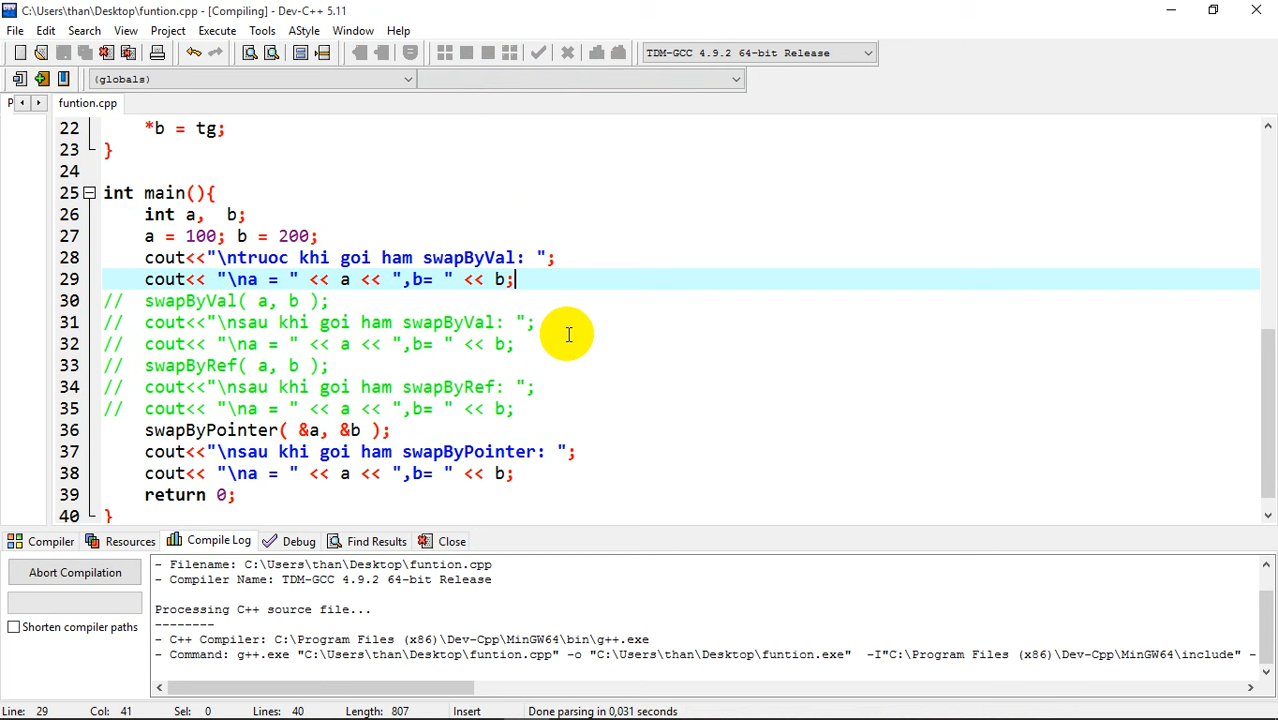 C:\Users\than\Desktop\funtion.cpp - [Compiling] - Dev-C++ 5.11
File Edit Search View Project Execute Tools AStyle Window Help
TDM-GCC 4.9.2 64-bit Release
(globals)
funtion.cpp
22 *b = tg;
23 }
24
25 int main(){
26 int a,  b;
27 a = 100; b = 200;
28 cout<<"\ntruoc khi goi ham swapByVal: ";
29 cout<< "\na = " << a << ",b= " << b;
30 // swapByVal( a, b );
31 // cout<<"\nsau khi goi ham swapByVal: ";
32 // cout<< "\na = " << a << ",b= " << b;
33 // swapByRef( a, b );
34 // cout<<"\nsau khi goi ham swapByRef: ";
35 // cout<< "\na = " << a << ",b= " << b;
36 swapByPointer( &a, &b );
37 cout<<"\nsau khi goi ham swapByPointer: ";
38 cout<< "\na = " << a << ",b= " << b;
39 return 0;
40 }
Compiler Resources Compile Log Debug Find Results Close
Abort Compilation
Shorten compiler paths
- Filename: C:\Users\than\Desktop\funtion.cpp
- Compiler Name: TDM-GCC 4.9.2 64-bit Release
Processing C++ source file...
--------
- C++ Compiler: C:\Program Files (x86)\Dev-Cpp\MinGW64\bin\g++.exe
- Command: g++.exe "C:\Users\than\Desktop\funtion.cpp" -o "C:\Users\than\Desktop\funtion.exe"  -I"C:\Program Files (x86)\Dev-Cpp\MinGW64\include" -
Line: 29 Col: 41 Sel: 0 Lines: 40 Length: 807 Insert Done parsing in 0,031 seconds